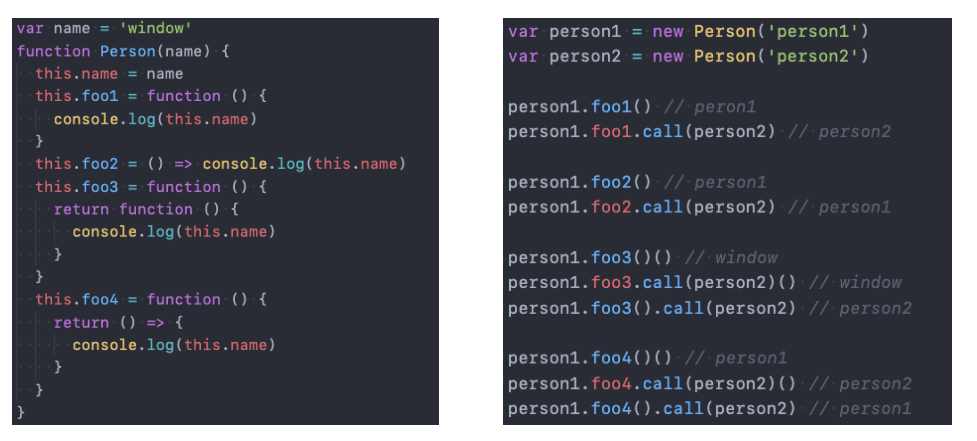 var name = 'window'
function Person(name) {
  this.name = name
  this.foo1 = function () {
    console.log(this.name)
  }
  this.foo2 = () => console.log(this.name)
  this.foo3 = function () {
    return function () {
      console.log(this.name)
    }
  }
  this.foo4 = function () {
    return () => {
      console.log(this.name)
    }
  }
}
var person1 = new Person('person1')
var person2 = new Person('person2')

person1.foo1() // peron1
person1.foo1.call(person2) // person2

person1.foo2() // person1
person1.foo2.call(person2) // person1

person1.foo3()() // window
person1.foo3.call(person2)() // window
person1.foo3().call(person2) // person2

person1.foo4()() // person1
person1.foo4.call(person2)() // person2
person1.foo4().call(person2) // person1